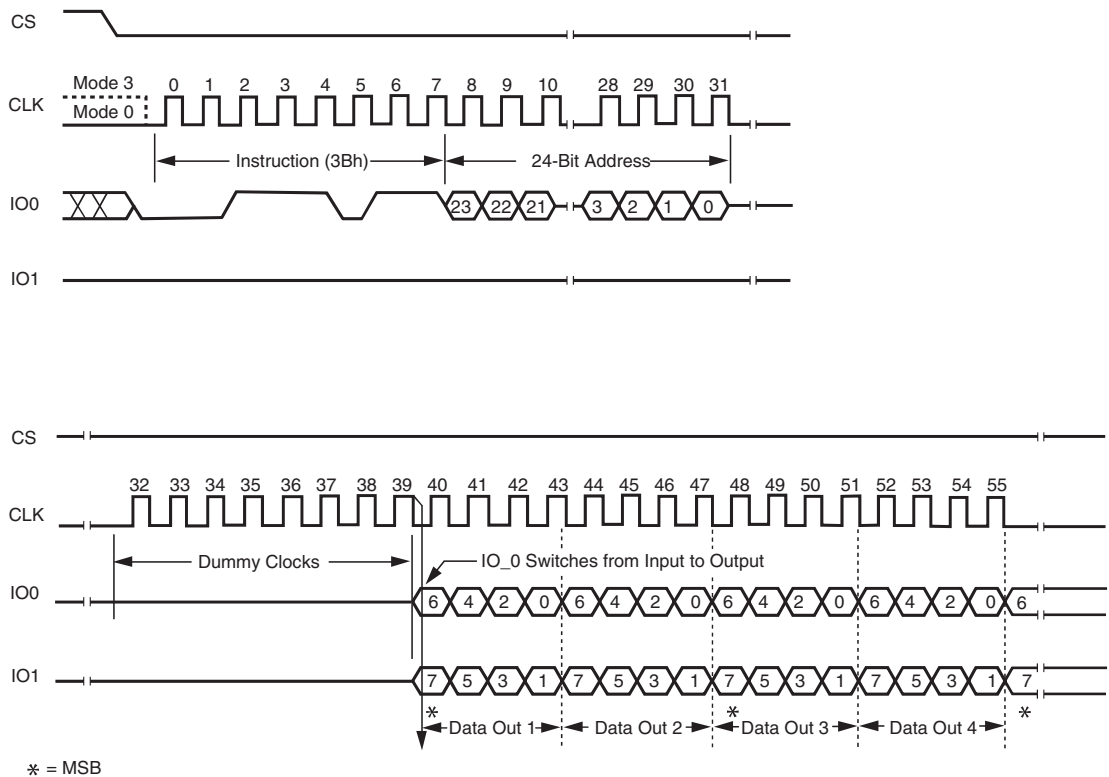 CS
Mode 3 0 1 2 3 4 5 6 7 8 9 10 28 29 30 31
CLK
Mode 0
Instruction (3Bh) 24-Bit Address
IO0 23 22 21 3 2 1 0
IO1
CS
32 33 34 35 36 37 38 39 40 41 42 43 44 45 46 47 48 49 50 51 52 53 54 55
CLK
Dummy Clocks IO_0 Switches from Input to Output
IO0 6 4 2 0 6 4 2 0 6 4 2 0 6 4 2 0 6
IO1 7 5 3 1 7 5 3 1 7 5 3 1 7 5 3 1 7
* * *
Data Out 1 Data Out 2 Data Out 3 Data Out 4
* = MSB